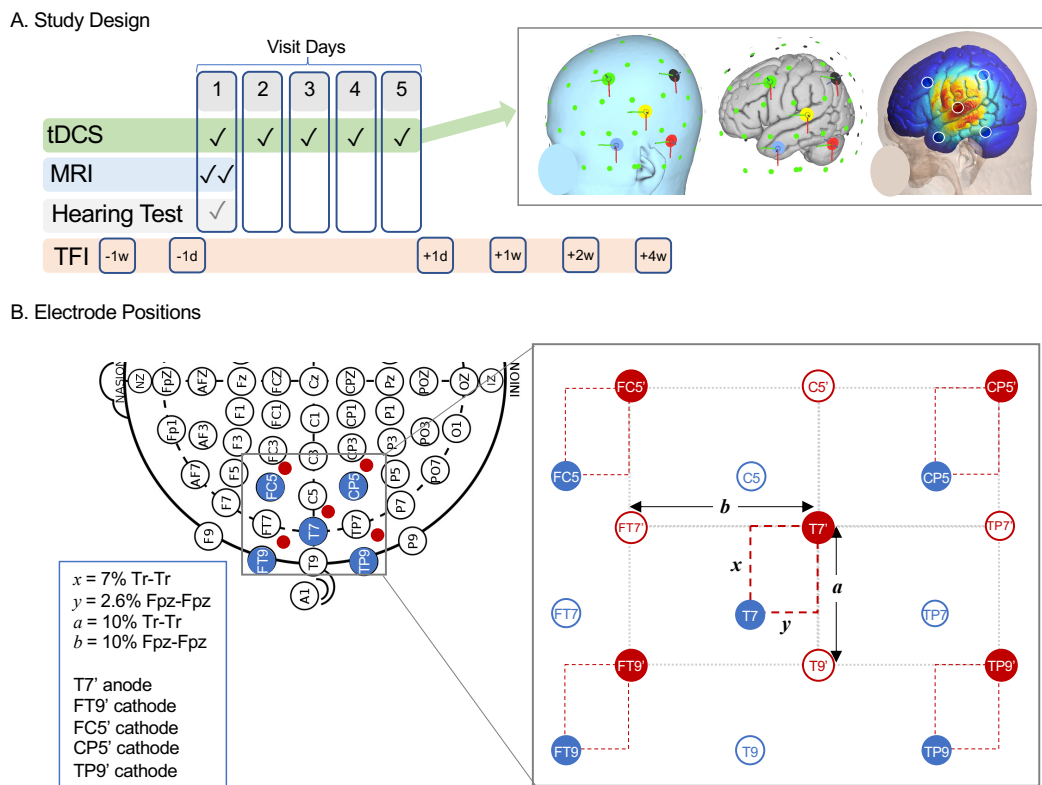 A. Study Design
Visit Days
1 2 3 4 5
tDCS ✓ ✓ ✓ ✓ ✓
MRI ✓✓
Hearing Test ✓
TFI -1w -1d +1d +1w +2w +4w
B. Electrode Positions
NASION NZ FpZ AFZ Fz FCZ Cz CPZ Pz POZ OZ IZ INION
Fp1 AF3 F1 FC1 C1 CP1 P1 PO3 O1
AF7 F5 F3 FC3 C3 CP3 P3 P5 PO7
F7 FC5 C5 CP5 P7
F9 FT7 T7 TP7 P9
FT9 T9 TP9
A1
x = 7% Tr-Tr
y = 2.6% Fpz-Fpz
a = 10% Tr-Tr
b = 10% Fpz-Fpz
T7' anode
FT9' cathode
FC5' cathode
CP5' cathode
TP9' cathode
FC5' C5' CP5'
FC5 C5 CP5
b
FT7' T7' TP7'
x a
FT7 T7 y TP7
FT9' T9' TP9'
FT9 T9 TP9